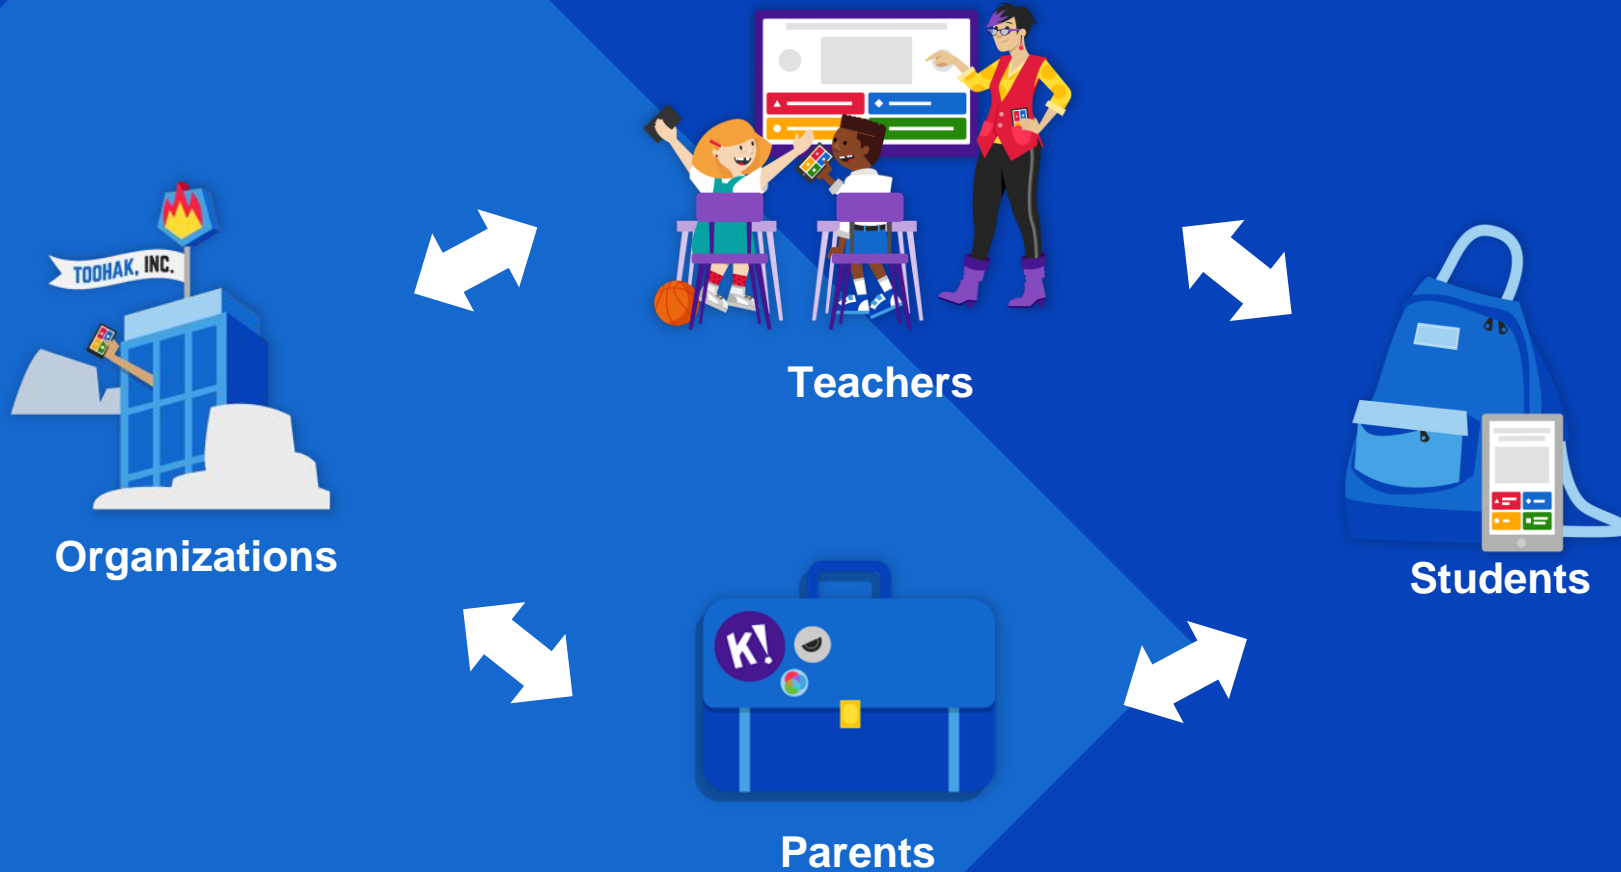 TOOHAK, INC.
Teachers
Organizations
Students
K!
Parents